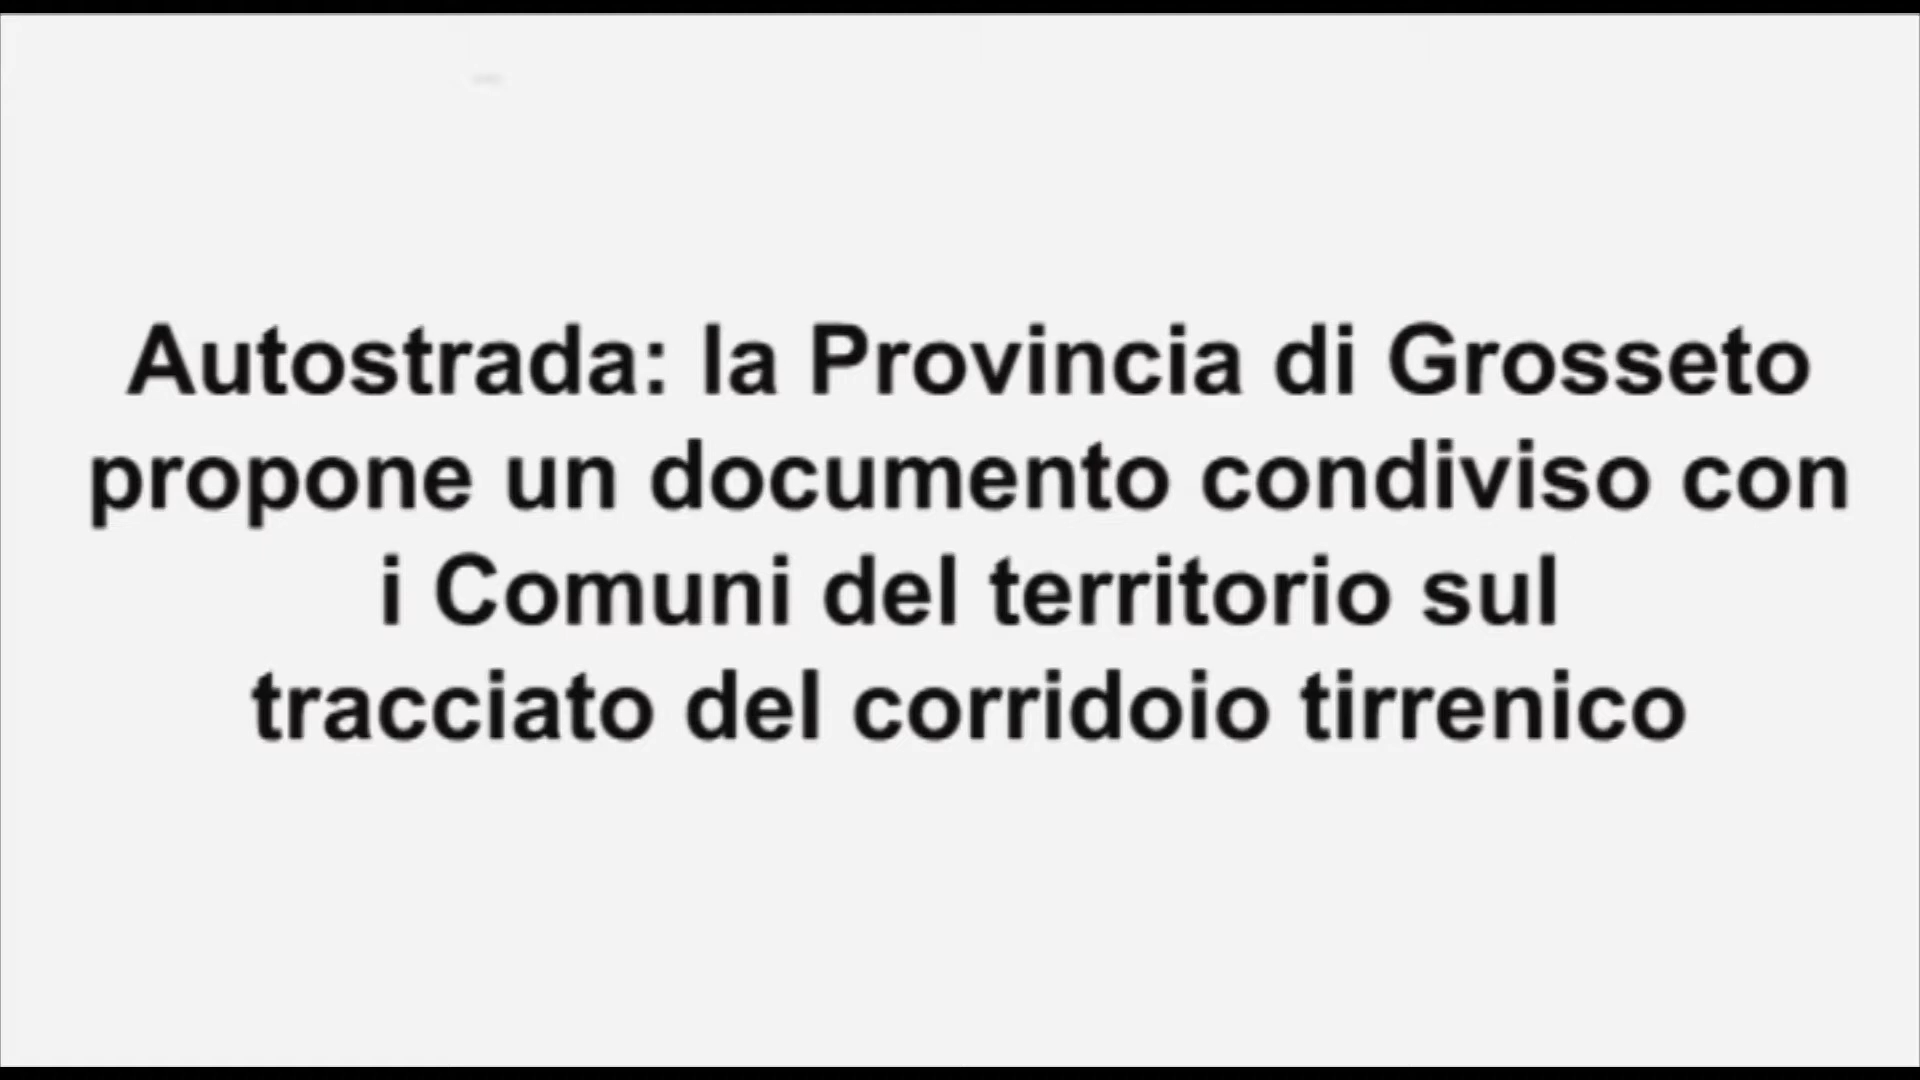 Autostrada: la Provincia di Grosseto
propone un documento condiviso con
i Comuni del territorio sul
tracciato del corridoio tirrenico